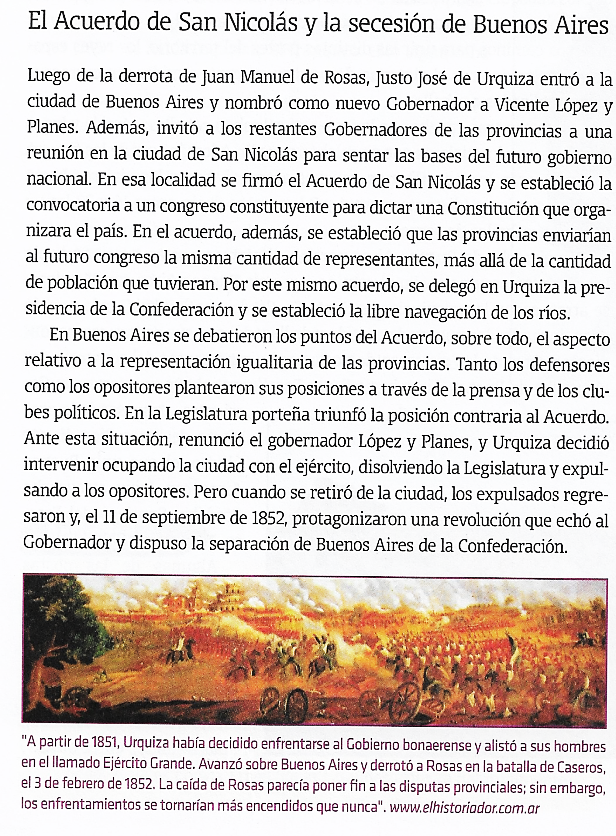 El Acuerdo de San Nicolás y la secesión de Buenos Aires
Luego de la derrota de Juan Manuel de Rosas, Justo José de Urquiza entró a la
ciudad de Buenos Aires y nombró como nuevo Gobernador a Vicente López y
Planes. Además, invitó a los restantes Gobernadores de las provincias a una
reunión en la ciudad de San Nicolás para sentar las bases del futuro gobierno
nacional. En esa localidad se firmó el Acuerdo de San Nicolás y se estableció la
convocatoria a un congreso constituyente para dictar una Constitución que orga-
nizara el país. En el acuerdo, además, se estableció que las provincias enviarían
al futuro congreso la misma cantidad de representantes, más allá de la cantidad
de población que tuvieran. Por este mismo acuerdo, se delegó en Urquiza la pre-
sidencia de la Confederación y se estableció la libre navegación de los ríos.
En Buenos Aires se debatieron los puntos del Acuerdo, sobre todo, el aspecto
relativo a la representación igualitaria de las provincias. Tanto los defensores
como los opositores plantearon sus posiciones a través de la prensa y de los clu-
bes políticos. En la Legislatura porteña triunfó la posición contraria al Acuerdo.
Ante esta situación, renunció el gobernador López y Planes, y Urquiza decidió
intervenir ocupando la ciudad con el ejército, disolviendo la Legislatura y expul-
sando a los opositores. Pero cuando se retiró de la ciudad, los expulsados regre-
saron y, el 11 de septiembre de 1852, protagonizaron una revolución que echó al
Gobernador y dispuso la separación de Buenos Aires de la Confederación.
"A partir de 1851, Urquiza había decidido enfrentarse al Gobierno bonaerense y alistó a sus hombres
en el llamado Ejército Grande. Avanzó sobre Buenos Aires y derrotó a Rosas en la batalla de Caseros,
el 3 de febrero de 1852. La caída de Rosas parecía poner fin a las disputas provinciales; sin embargo,
los enfrentamientos se tornarían más encendidos que nunca". www.elhistoriador.com.ar